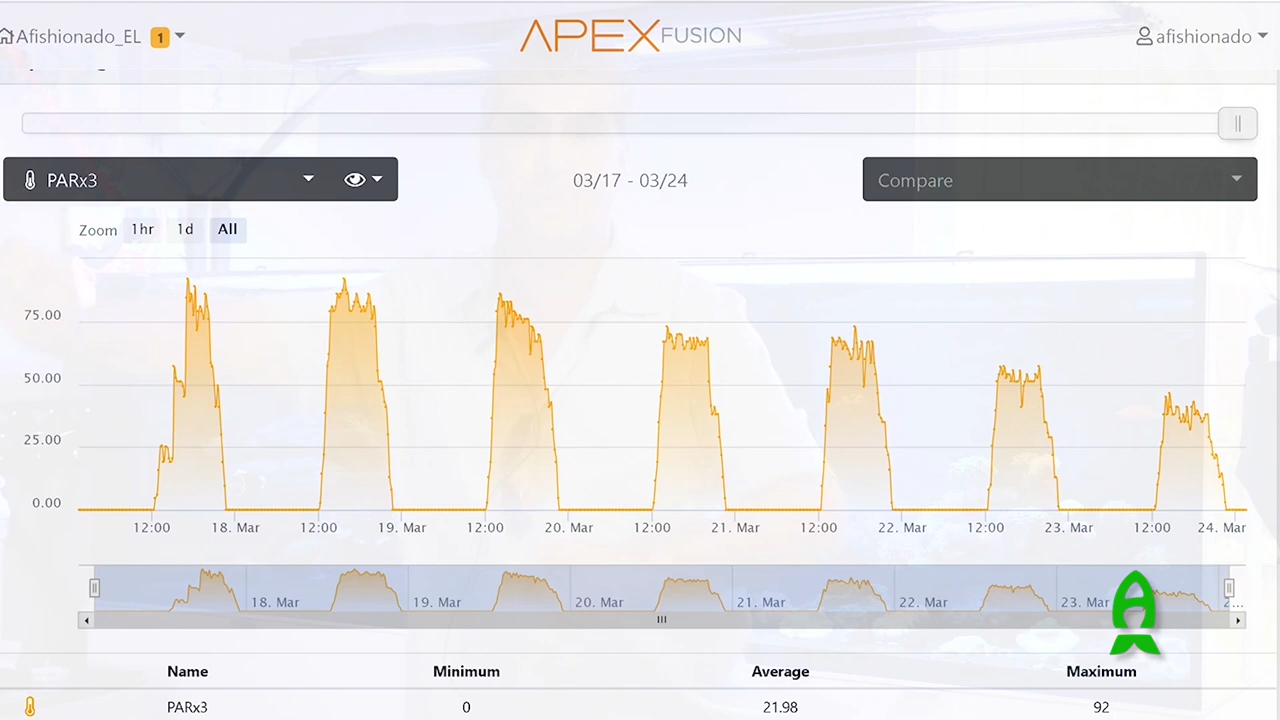 Afishionado_EL 1
APEX FUSION
afishionado
PARx3
03/17 - 03/24
Compare
Zoom 1hr 1d All
75.00
50.00
25.00
0.00
12:00 18. Mar 12:00 19. Mar 12:00 20. Mar 12:00 21. Mar 12:00 22. Mar 12:00 23. Mar 12:00 24. Mar
18. Mar 19. Mar 20. Mar 21. Mar 22. Mar 23. Mar 2...
Name Minimum Average Maximum
PARx3 0 21.98 92